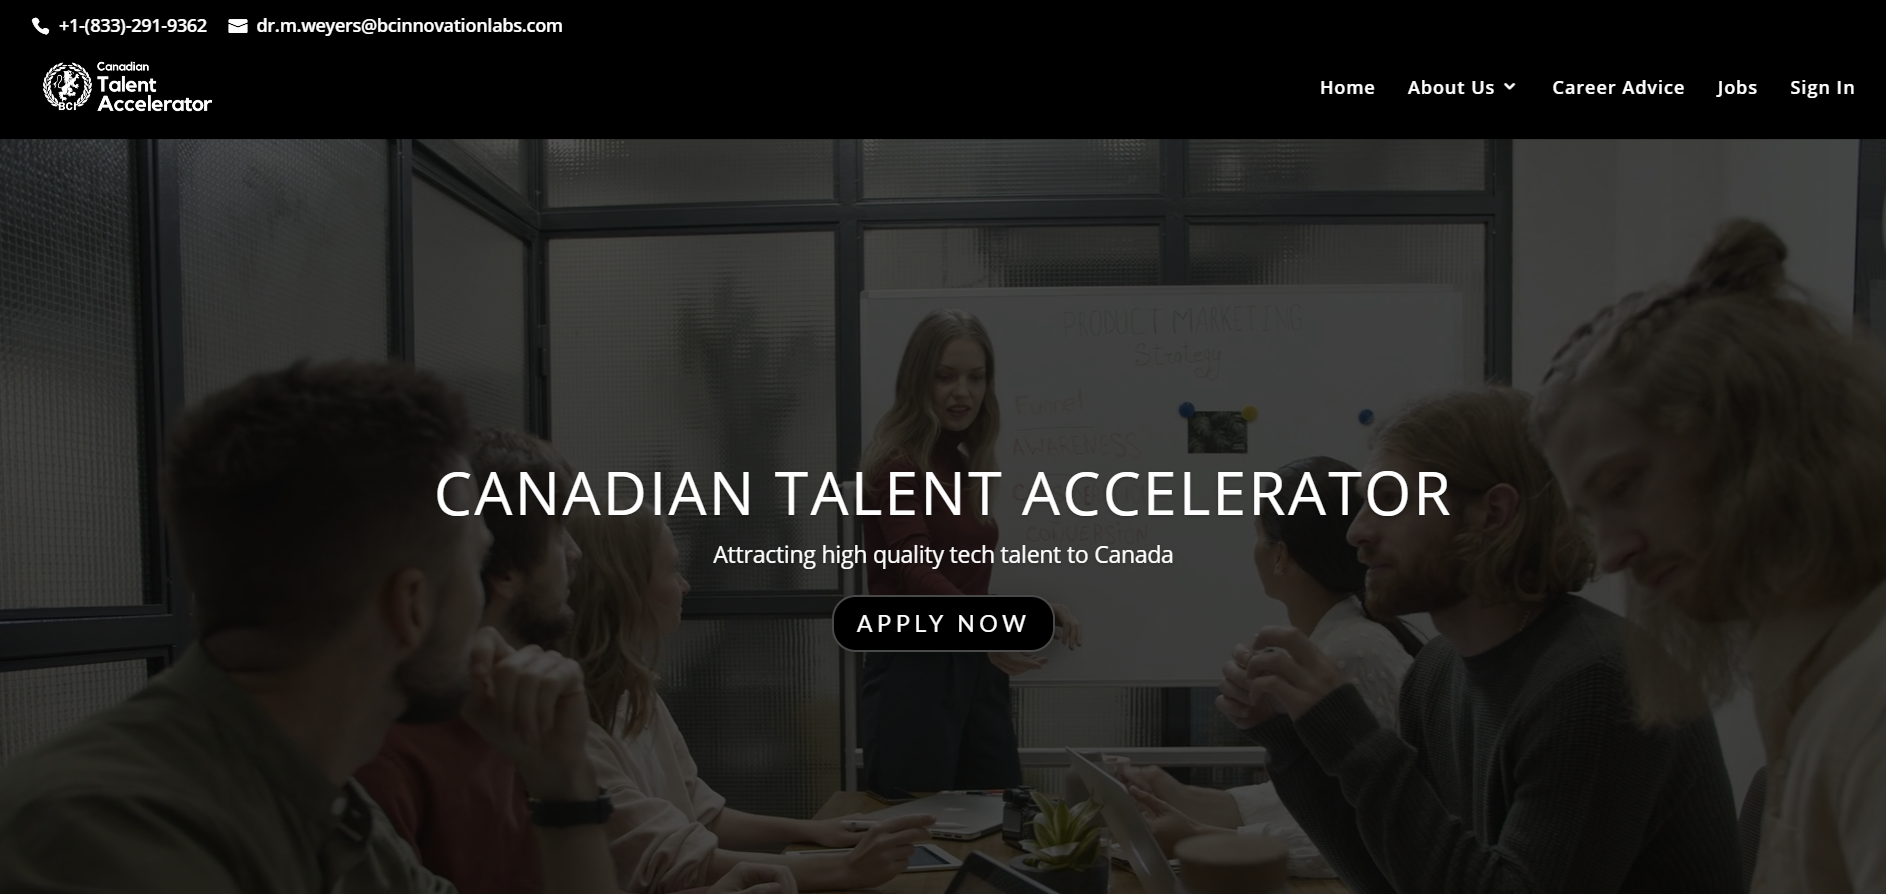 +1-(833)-291-9362 dr.m.weyers@bcinnovationlabs.com
Canadian
Talent
Accelerator
BCI
Home About Us Career Advice Jobs Sign In
PRODUCT MARKETING
Strategy
Funnel
AWARENESS
CONVERSION
CANADIAN TALENT ACCELERATOR
Attracting high quality tech talent to Canada
APPLY NOW